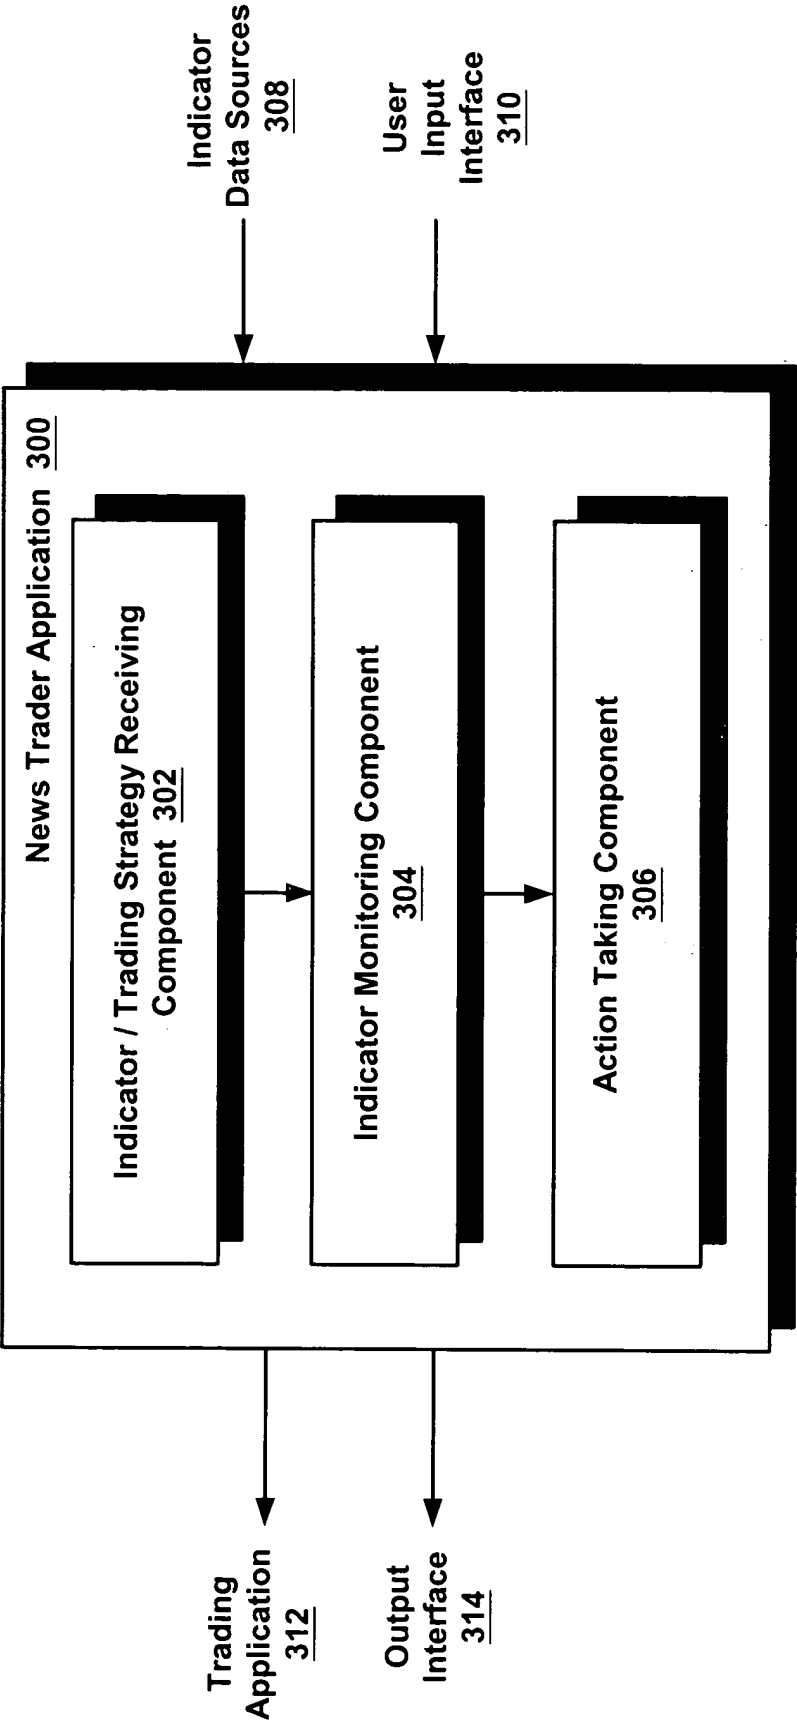 News Trader Application 300
Indicator / Trading Strategy Receiving
Component 302
Indicator Monitoring Component
304
Action Taking Component
306
Indicator
Data Sources
308
User
Input
Interface
310
Trading
Application
312
Output
Interface
314